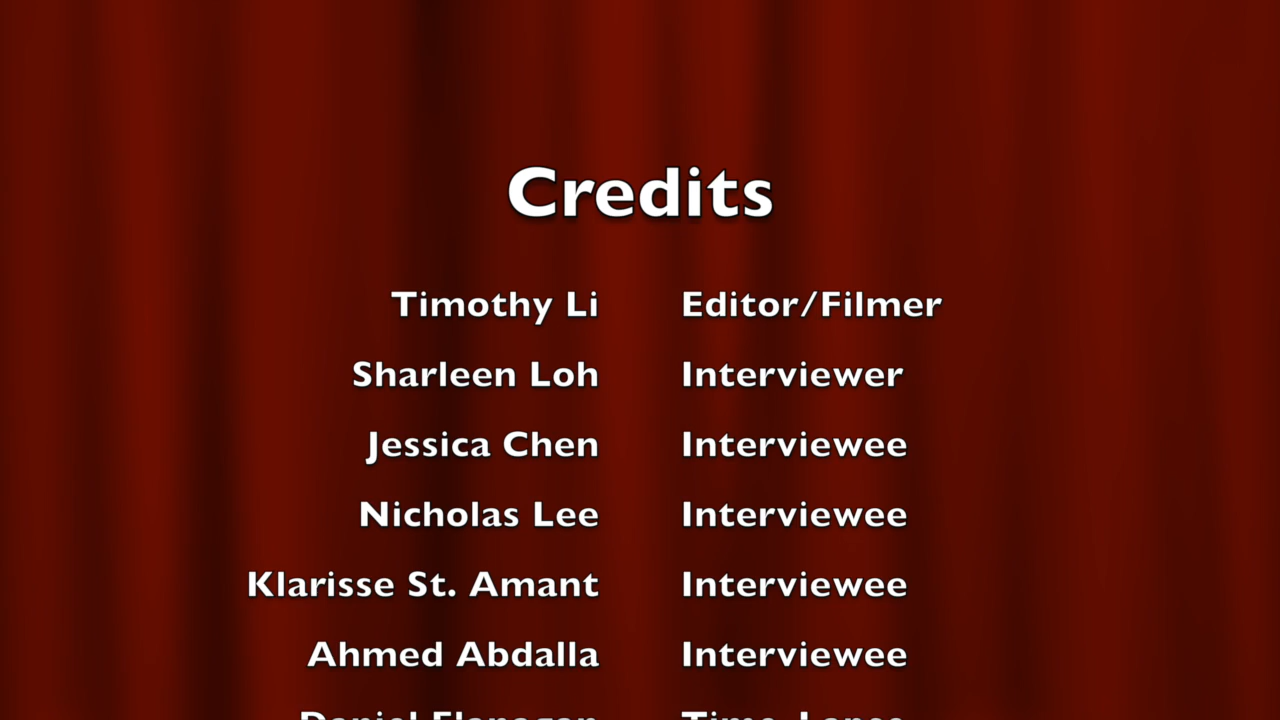 Credits
Timothy Li Editor/Filmer
Sharleen Loh Interviewer
Jessica Chen Interviewee
Nicholas Lee Interviewee
Klarisse St. Amant Interviewee
Ahmed Abdalla Interviewee